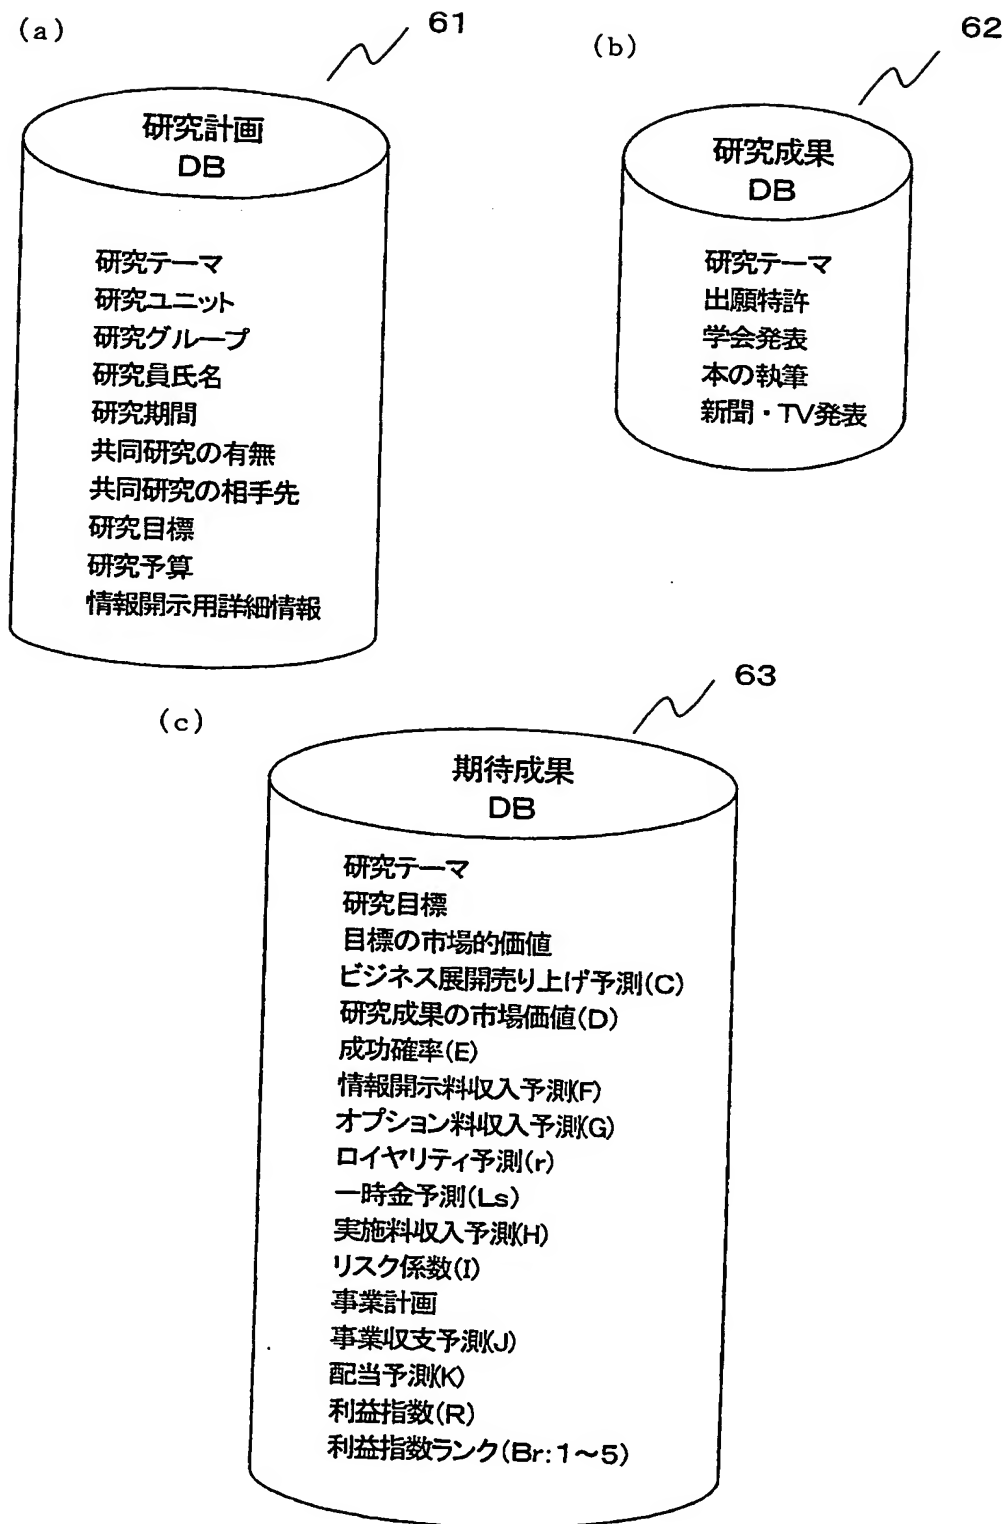 (a)
61
研究計画
DB
研究テーマ
研究ユニット
研究グループ
研究員氏名
研究期間
共同研究の有無
共同研究の相手先
研究目標
研究予算
情報開示用詳細情報
(b)
62
研究成果
DB
研究テーマ
出願特許
学会発表
本の執筆
新聞・TV発表
(c)
63
期待成果
DB
研究テーマ
研究目標
目標の市場的価値
ビジネス展開売り上げ予測(C)
研究成果の市場価値(D)
成功確率(E)
情報開示料収入予測(F)
オプション料収入予測(G)
ロイヤリティ予測(r)
一時金予測(Ls)
実施料収入予測(H)
リスク係数(I)
事業計画
事業収支予測(J)
配当予測(K)
利益指数(R)
利益指数ランク(Br:1～5)